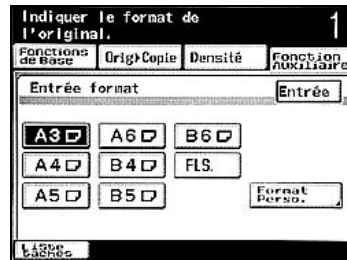 Indiquer le format de 1
l'original.
Fonctions de Base Orig▸Copie Densité Fonction Auxiliaire
Entrée format Entrée
A3 A6 B6
A4 B4 FLS.
A5 B5 Format Perso.
Liste tâches